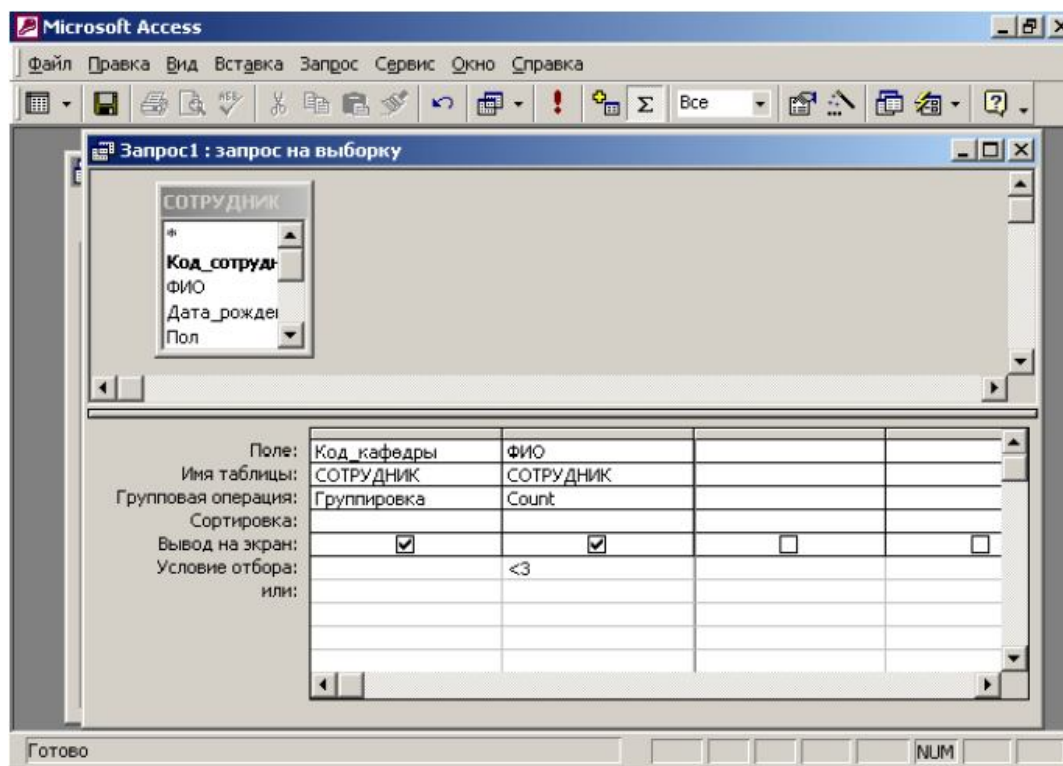 Microsoft Access
Файл Правка Вид Вставка Запрос Сервис Окно Справка
Все
Запрос1 : запрос на выборку
СОТРУДНИК
*
Код_сотрудн
ФИО
Дата_рожде
Пол
Поле: Код_кафедры ФИО
Имя таблицы: СОТРУДНИК СОТРУДНИК
Групповая операция: Группировка Count
Сортировка:
Вывод на экран:
Условие отбора: <3
или:
Готово NUM